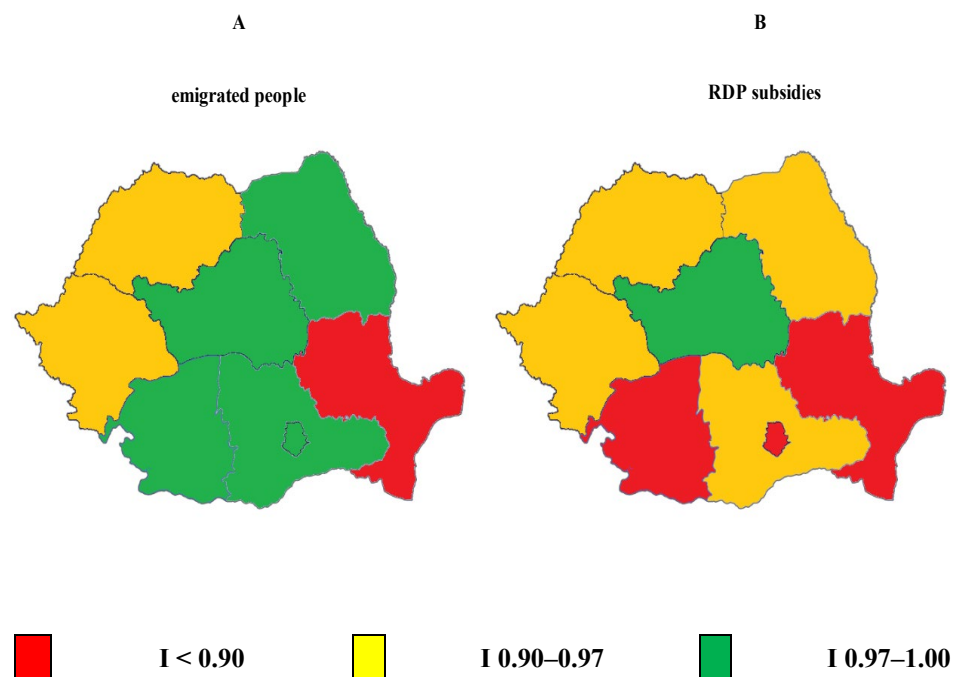 A
B
emigrated people
RDP subsidies
I < 0.90
I 0.90–0.97
I 0.97–1.00